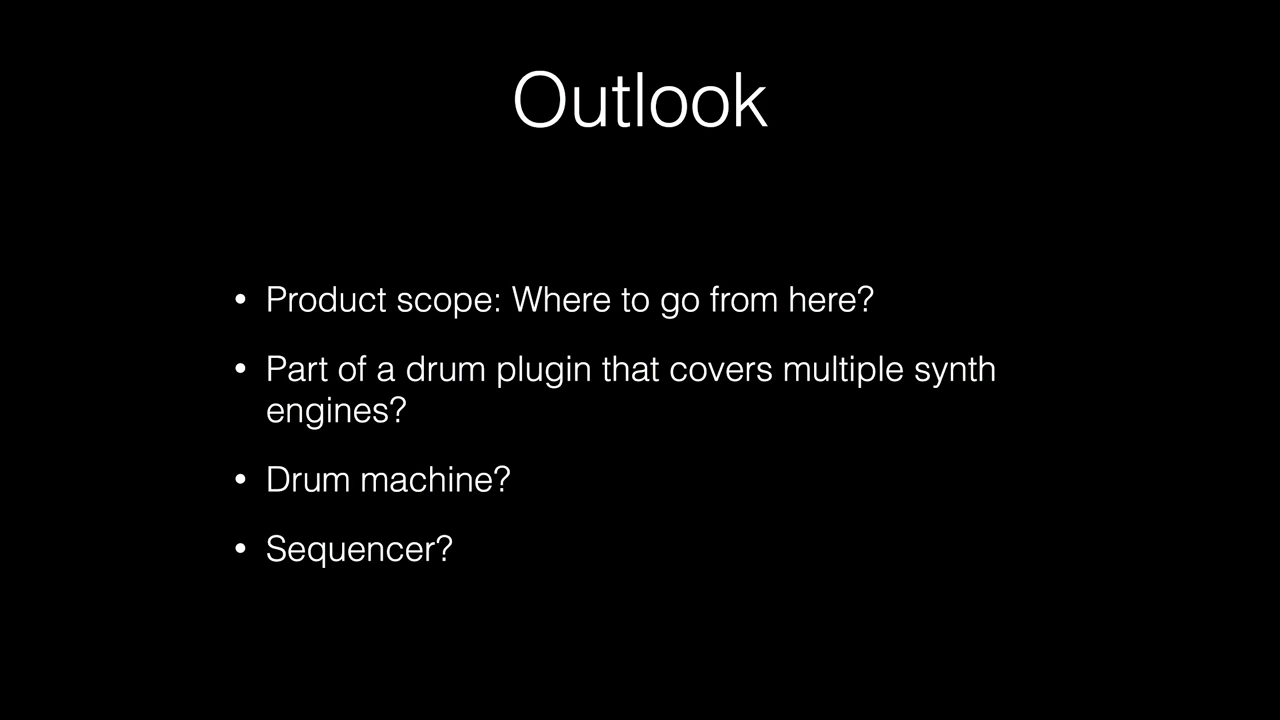 Outlook
• Product scope: Where to go from here?
• Part of a drum plugin that covers multiple synth
engines?
• Drum machine?
• Sequencer?